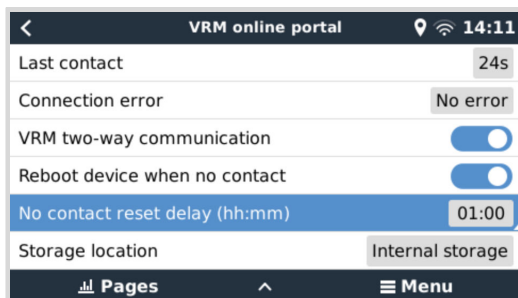 VRM online portal 14:11
Last contact 24s
Connection error No error
VRM two-way communication
Reboot device when no contact
No contact reset delay (hh:mm) 01:00
Storage location Internal storage
Pages Menu